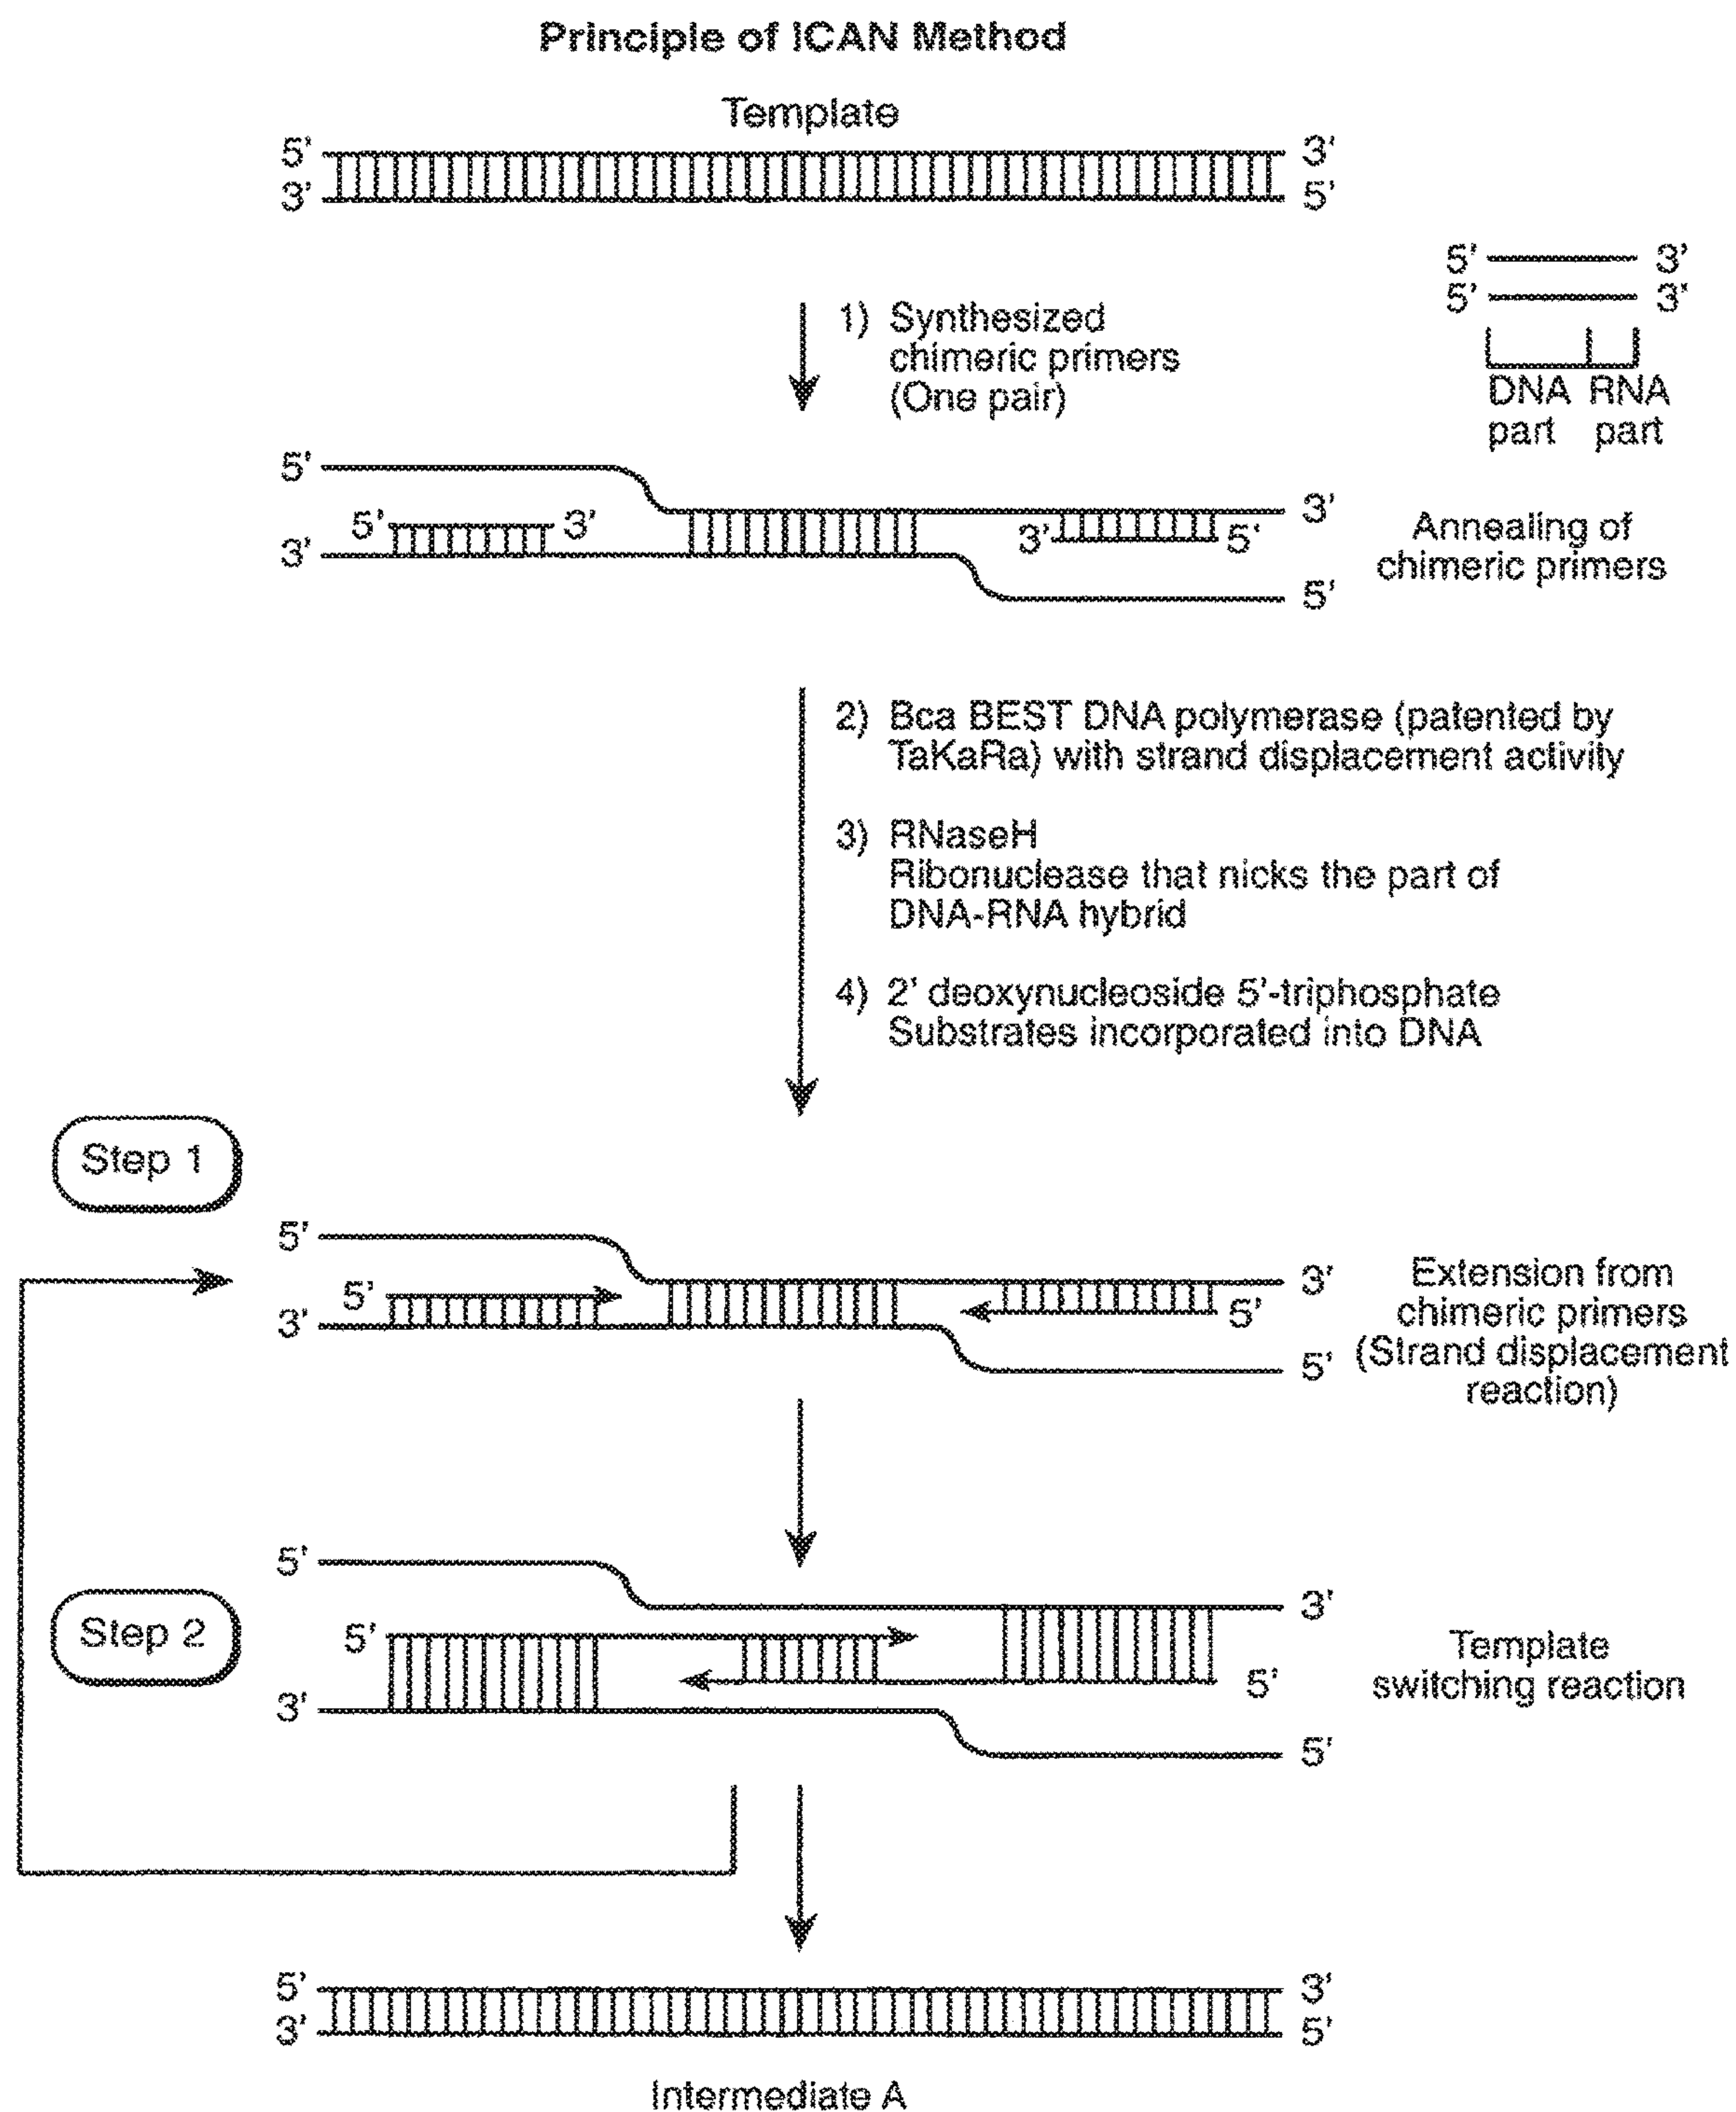 Principle of ICAN Method
Template
5' 3'
3' 5'
5' 3'
5' 3'
1) Synthesized
chimeric primers
(One pair)
DNA RNA
part part
5'
5' 3' 3' 5' 3'
3' 5'
Annealing of
chimeric primers
2) Bca BEST DNA polymerase (patented by
TaKaRa) with strand displacement activity
3) RNaseH
Ribonuclease that nicks the part of
DNA-RNA hybrid
4) 2' deoxynucleoside 5'-triphosphate
Substrates incorporated into DNA
Step 1
5'
5' 3'
3' 5'
5'
Extension from
chimeric primers
(Strand displacement
reaction)
5'
3'
Step 2
5' 5'
3'
5'
Template
switching reaction
5' 3'
3' 5'
Intermediate A